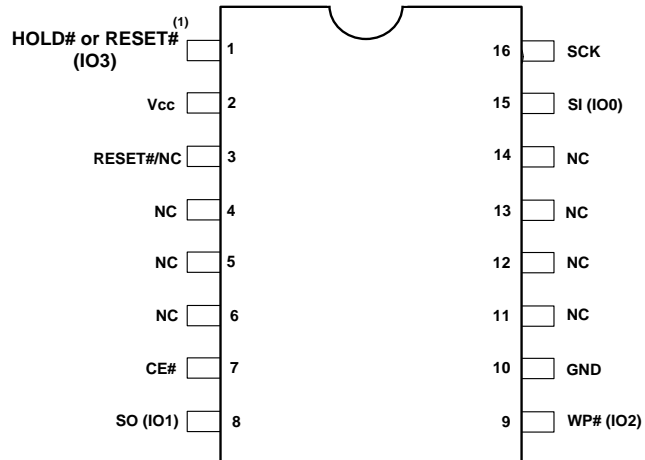 HOLD# or RESET# (1)
(IO3)
1
16
SCK
Vcc
2
15
SI (IO0)
RESET#/NC
3
14
NC
NC
4
13
NC
NC
5
12
NC
NC
6
11
NC
CE#
7
10
GND
SO (IO1)
8
9
WP# (IO2)